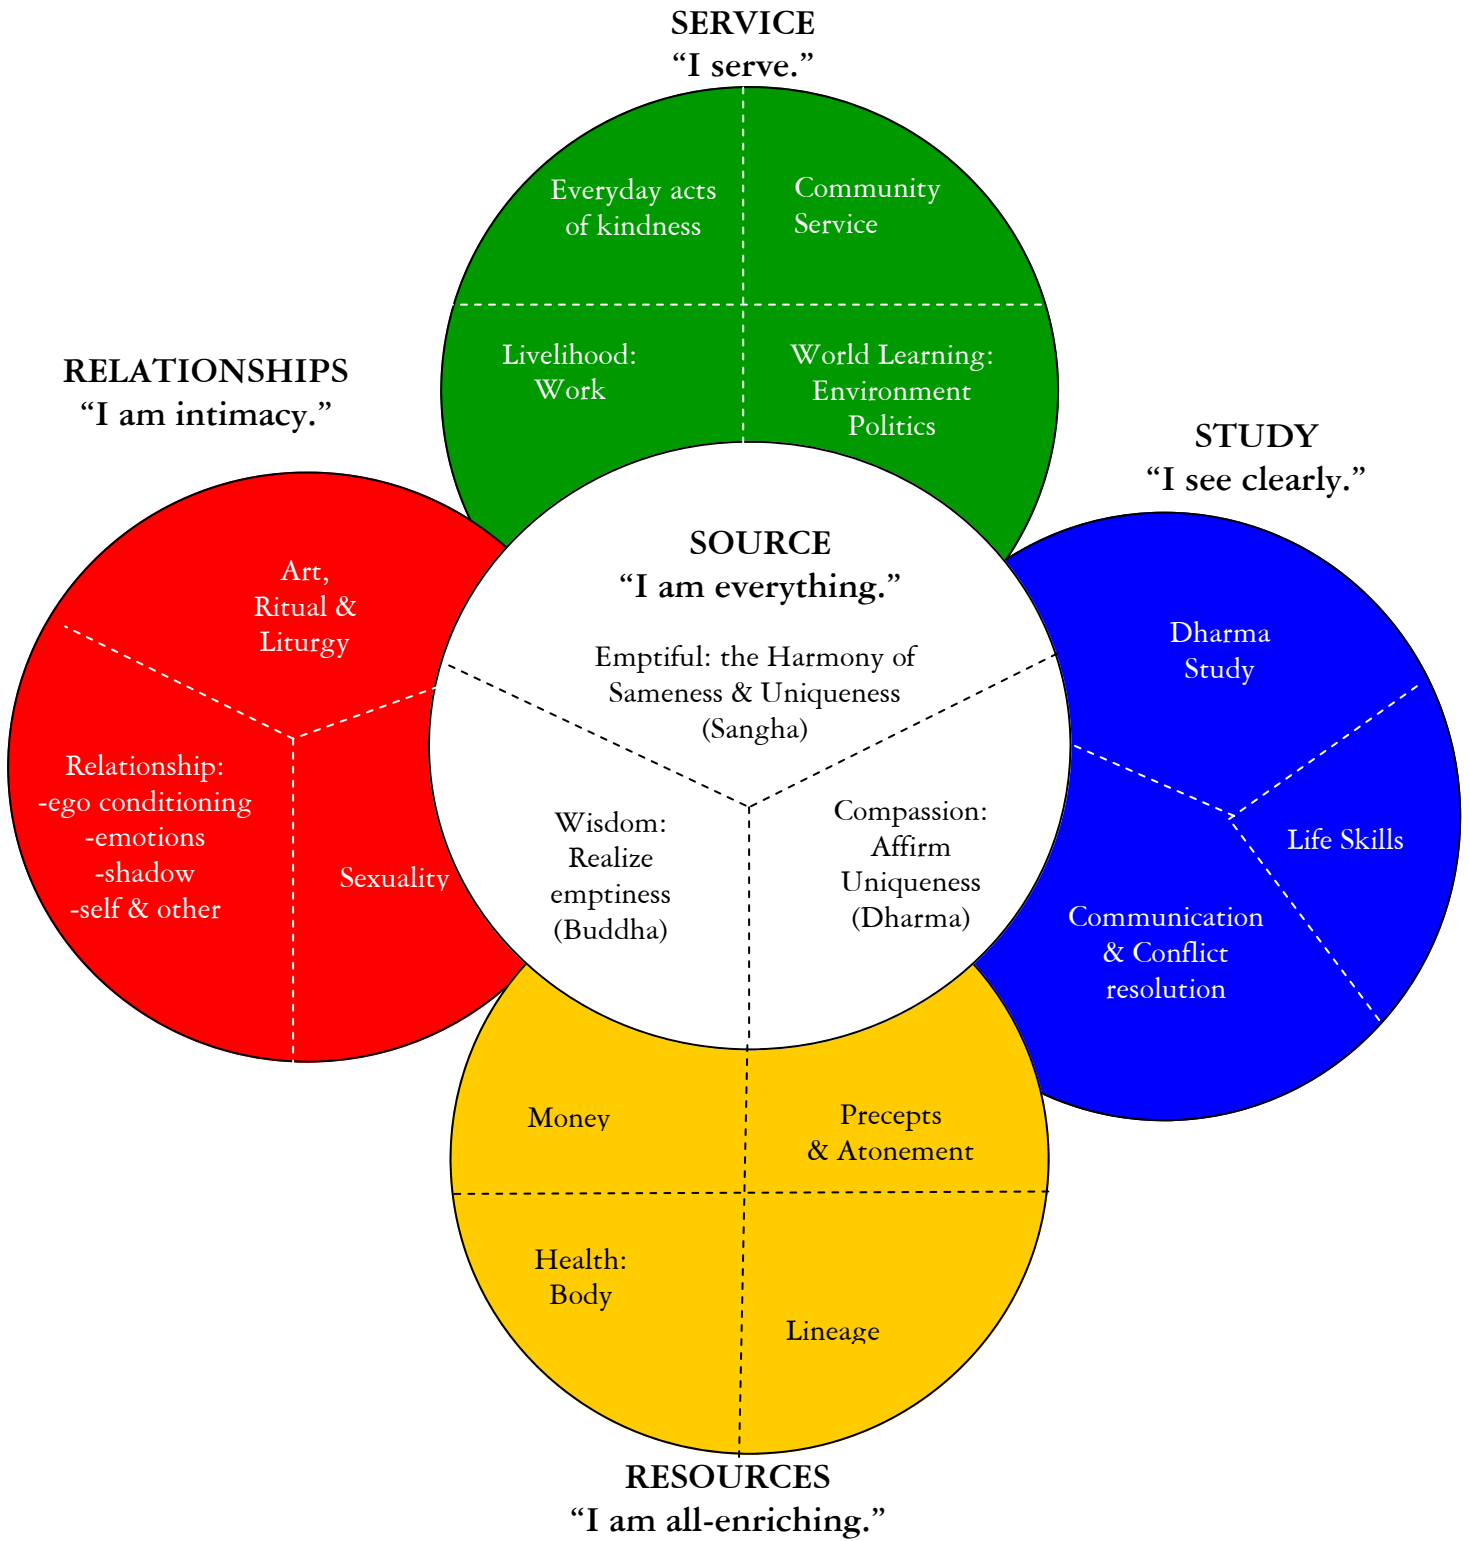 SERVICE
“I serve.”
Everyday acts
of kindness
Community
Service
Livelihood:
Work
World Learning:
Environment
Politics
RELATIONSHIPS
“I am intimacy.”
Art,
Ritual &
Liturgy
Relationship:
-ego conditioning
-emotions
-shadow
-self & other
Sexuality
SOURCE
“I am everything.”
Emptiful: the Harmony of
Sameness & Uniqueness
(Sangha)
Wisdom:
Realize
emptiness
(Buddha)
Compassion:
Affirm
Uniqueness
(Dharma)
STUDY
“I see clearly.”
Dharma
Study
Life Skills
Communication
& Conflict
resolution
Money
Precepts
& Atonement
Health:
Body
Lineage
RESOURCES
“I am all-enriching.”